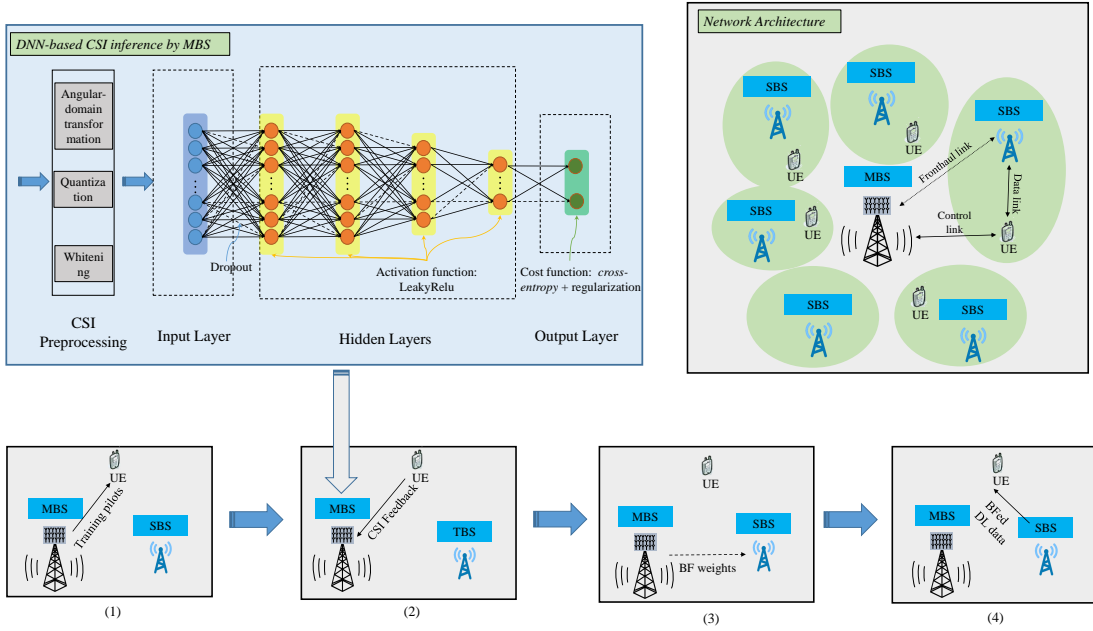 DNN-based CSI inference by MBS
Angular-
domain
transfor
mation
Quantiza
tion
Whiteni
ng
CSI
Preprocessing
Input Layer
Dropout
Hidden Layers
Activation function:
LeakyRelu
Cost function: cross-
entropy + regularization
Output Layer
Network Architecture
SBS
UE
SBS
UE
SBS
SBS
UE
MBS
Fronthaul link
Data link
Control
link
UE
SBS
UE
SBS
MBS
Training pilots
UE
SBS
(1)
MBS
CSI Feedback
UE
TBS
(2)
MBS
UE
SBS
BF weights
(3)
MBS
UE
BFed
DL data
SBS
(4)